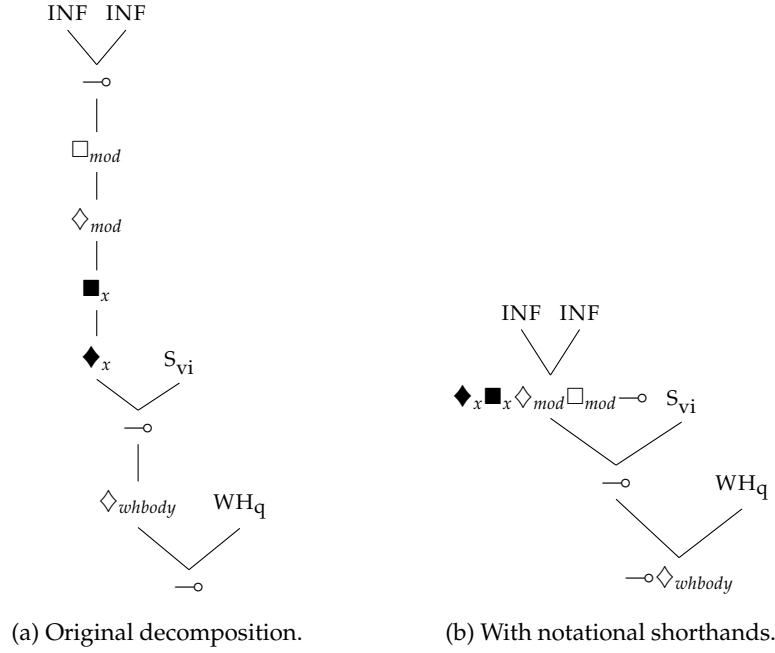 INF INF
⊸
□mod
◇mod
■x
♦x Svi
⊸
◇whbody WHq
⊸
(a) Original decomposition.
INF INF
♦x■x◇mod□mod⊸ Svi
⊸ WHq
⊸◇whbody
(b) With notational shorthands.